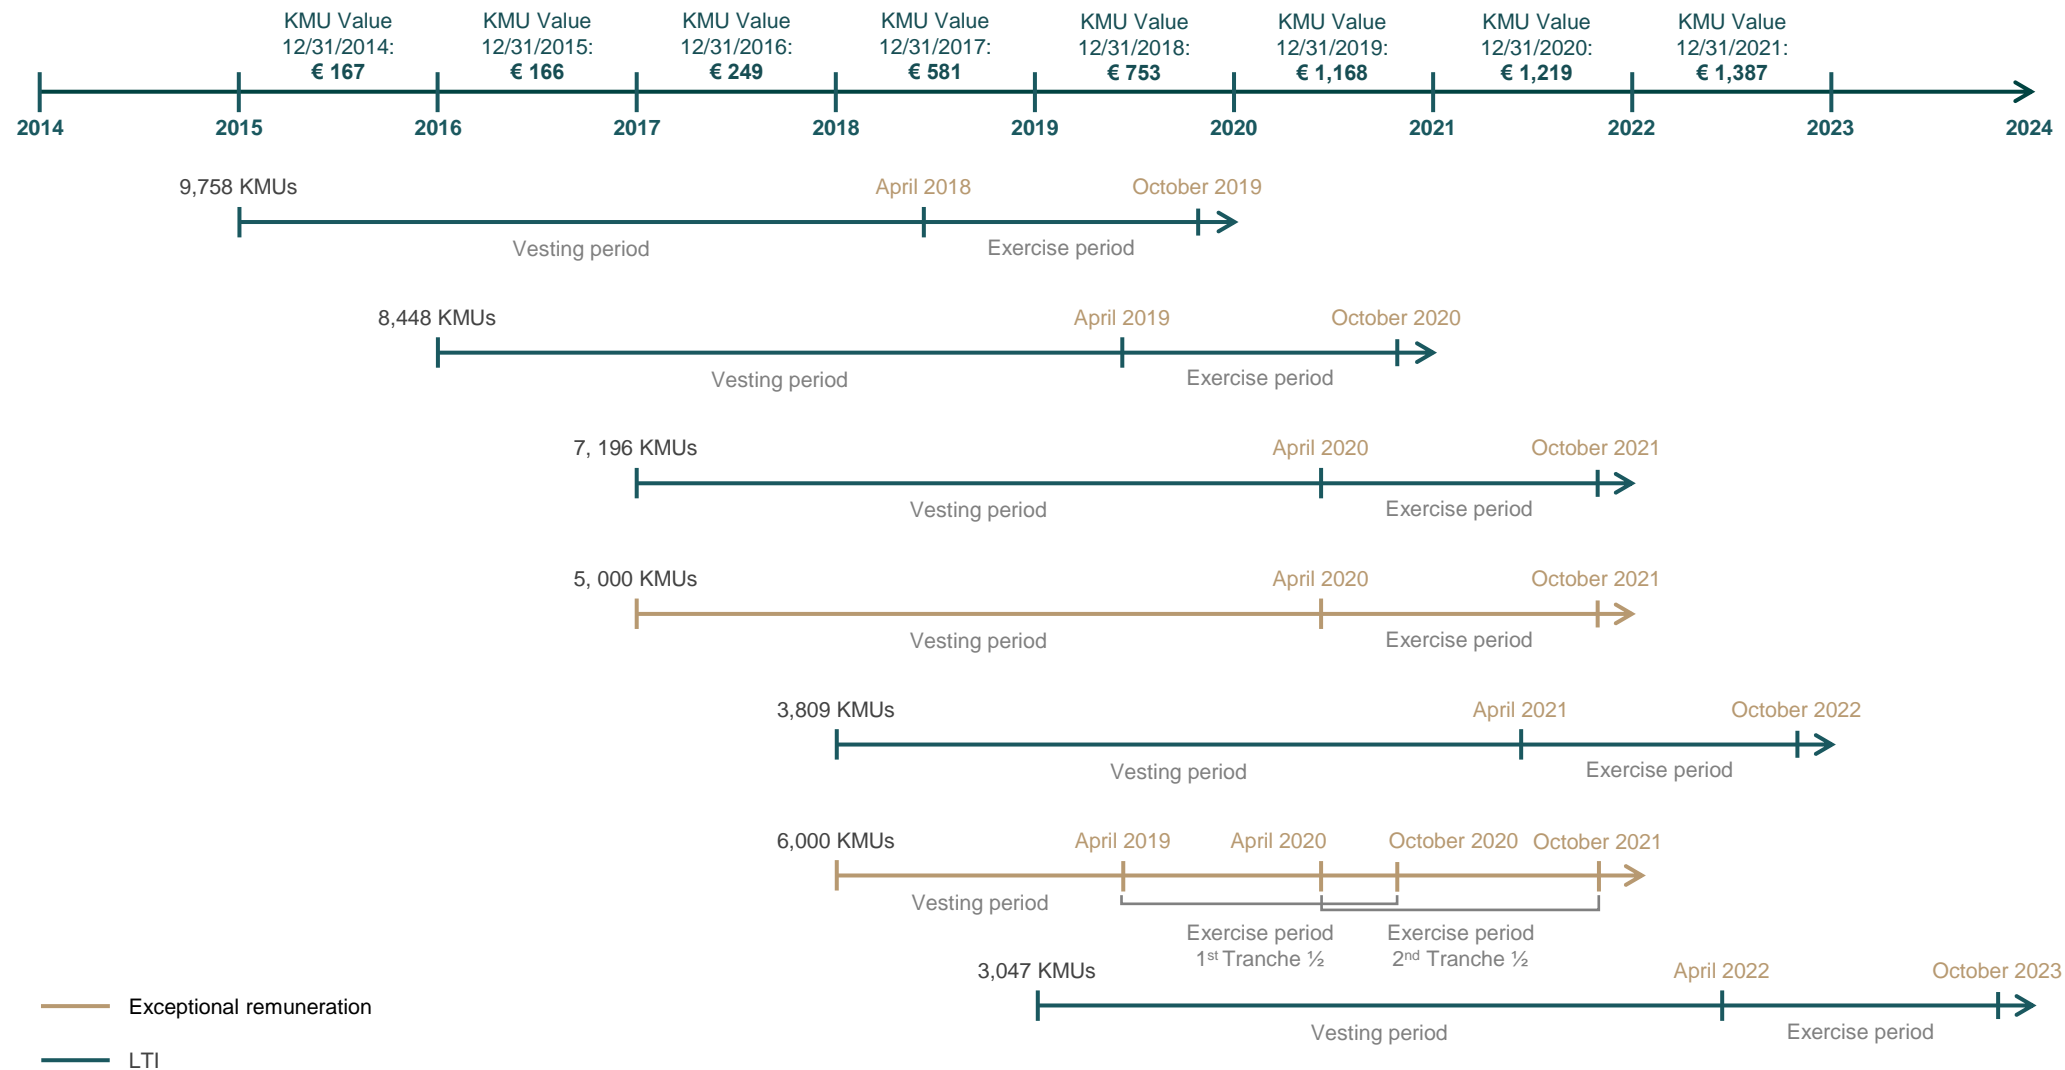 KMU Value
12/31/2014:
€ 167
KMU Value
12/31/2015:
€ 166
KMU Value
12/31/2016:
€ 249
KMU Value
12/31/2017:
€ 581
KMU Value
12/31/2018:
€ 753
KMU Value
12/31/2019:
€ 1,168
KMU Value
12/31/2020:
€ 1,219
KMU Value
12/31/2021:
€ 1,387
2014 2015 2016 2017 2018 2019 2020 2021 2022 2023 2024
9,758 KMUs April 2018 October 2019
Vesting period Exercise period
8,448 KMUs April 2019 October 2020
Vesting period Exercise period
7, 196 KMUs April 2020 October 2021
Vesting period Exercise period
5, 000 KMUs April 2020 October 2021
Vesting period Exercise period
3,809 KMUs April 2021 October 2022
Vesting period Exercise period
6,000 KMUs April 2019 April 2020 October 2020 October 2021
Vesting period
Exercise period
1st Tranche ½
Exercise period
2nd Tranche ½
3,047 KMUs April 2022 October 2023
Vesting period Exercise period
Exceptional remuneration
LTI